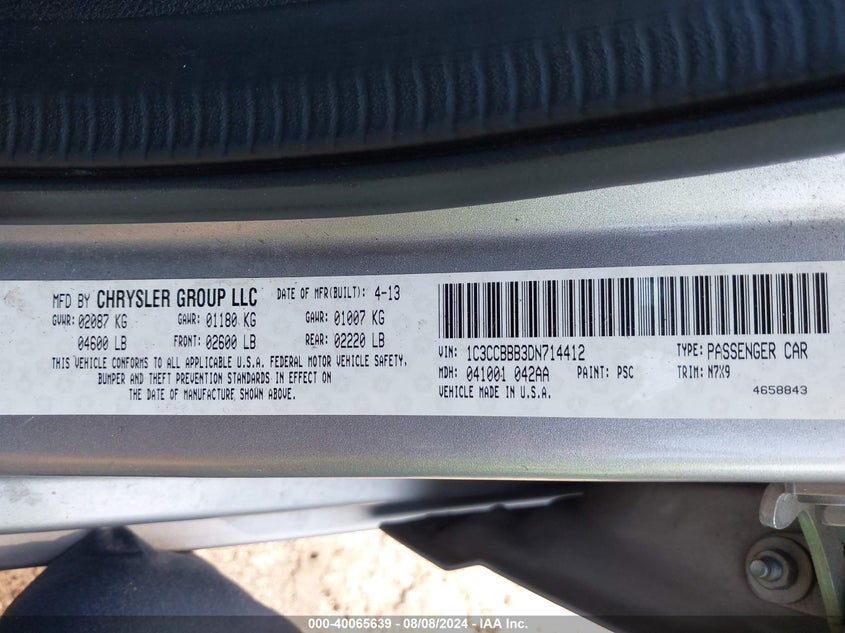 MFD BY CHRYSLER GROUP LLC DATE OF MFR(BUILT): 4-13
GVWR: 02087 KG GAWR: 01180 KG GAWR: 01007 KG
04600 LB FRONT: 02600 LB REAR: 02220 LB
THIS VEHICLE CONFORMS TO ALL APPLICABLE U.S.A. FEDERAL MOTOR VEHICLE SAFETY,
BUMPER AND THEFT PREVENTION STANDARDS IN EFFECT ON
THE DATE OF MANUFACTURE SHOWN ABOVE.
VIN: 1C3CCBBB3DN714412 TYPE: PASSENGER CAR
MDH: 041001 042AA PAINT: PSC TRIM: N7X9
VEHICLE MADE IN U.S.A. 4658843
000-40065639 - 08/08/2024 - IAA Inc.